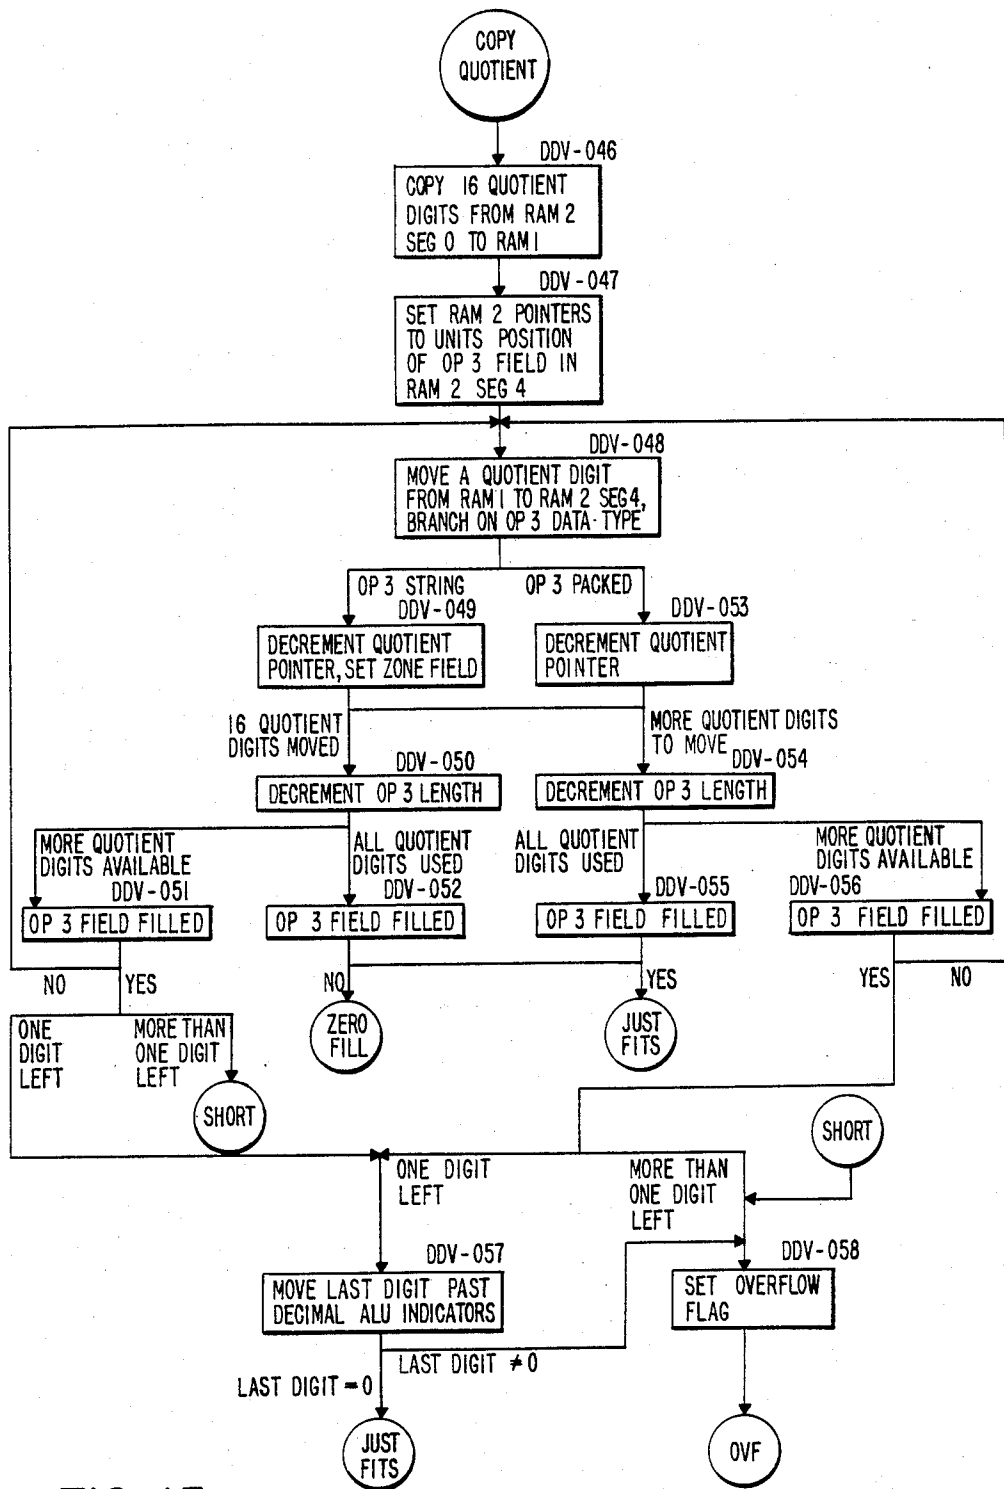 COPY
QUOTIENT
DDV-046
COPY 16 QUOTIENT
DIGITS FROM RAM 2
SEG 0 TO RAM 1
DDV-047
SET RAM 2 POINTERS
TO UNITS POSITION
OF OP 3 FIELD IN
RAM 2 SEG 4
DDV-048
MOVE A QUOTIENT DIGIT
FROM RAM 1 TO RAM 2 SEG 4,
BRANCH ON OP 3 DATA-TYPE
OP 3 STRING
OP 3 PACKED
DDV-049
DDV-053
DECREMENT QUOTIENT
POINTER, SET ZONE FIELD
DECREMENT QUOTIENT
POINTER
16 QUOTIENT
DIGITS MOVED
MORE QUOTIENT DIGITS
TO MOVE
DDV-050
DDV-054
DECREMENT OP 3 LENGTH
DECREMENT OP 3 LENGTH
MORE QUOTIENT
DIGITS AVAILABLE
ALL QUOTIENT
DIGITS USED
ALL QUOTIENT
DIGITS USED
MORE QUOTIENT
DIGITS AVAILABLE
DDV-051
DDV-052
DDV-055
DDV-056
OP 3 FIELD FILLED
OP 3 FIELD FILLED
OP 3 FIELD FILLED
OP 3 FIELD FILLED
NO
YES
NO
YES
YES
NO
ZERO
FILL
JUST
FITS
ONE
DIGIT
LEFT
MORE THAN
ONE DIGIT
LEFT
SHORT
SHORT
ONE DIGIT
LEFT
MORE THAN
ONE DIGIT
LEFT
DDV-057
DDV-058
MOVE LAST DIGIT PAST
DECIMAL ALU INDICATORS
SET OVERFLOW
FLAG
LAST DIGIT ≠ 0
LAST DIGIT = 0
JUST
FITS
OVF